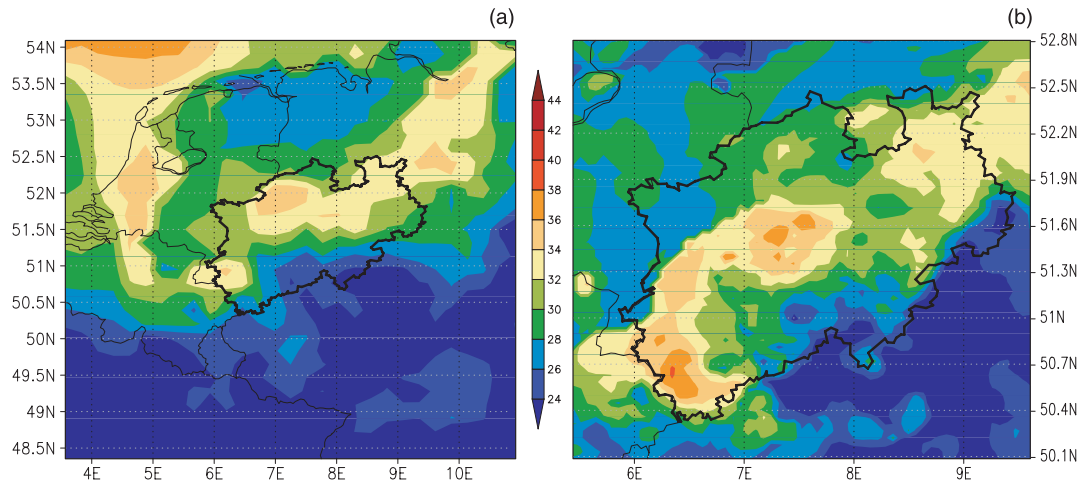 (a)
(b)
54N
53.5N
53N
52.5N
52N
51.5N
51N
50.5N
50N
49.5N
49N
48.5N
4E 5E 6E 7E 8E 9E 10E
44
42
40
38
36
34
32
30
28
26
24
52.8N
52.5N
52.2N
51.9N
51.6N
51.3N
51N
50.7N
50.4N
50.1N
6E 7E 8E 9E